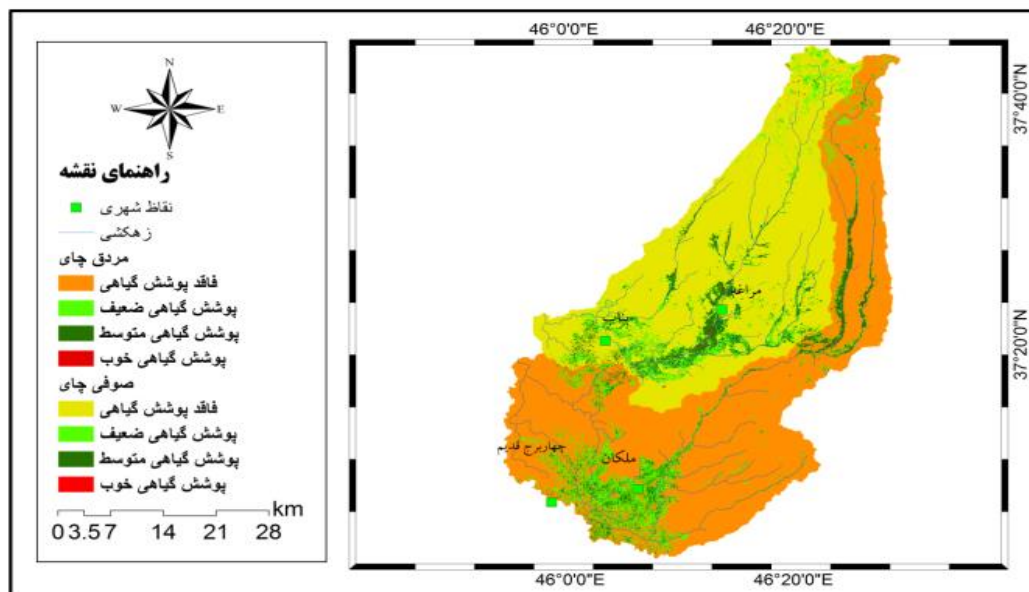 46°0'0"E
46°20'0"E
N
W
E
S
راهنمای نقشه
نقاط شهری
زهکشی
مردق چای
فاقد پوشش گیاهی
پوشش گیاهی ضعیف
پوشش گیاهی متوسط
پوشش گیاهی خوب
صوفی چای
فاقد پوشش گیاهی
پوشش گیاهی ضعیف
پوشش گیاهی متوسط
پوشش گیاهی خوب
km
0 3.5 7 14 21 28
مراغه
بناب
چهاربرج قدیم
ملکان
37°40'0"N
37°20'0"N
46°0'0"E
46°20'0"E